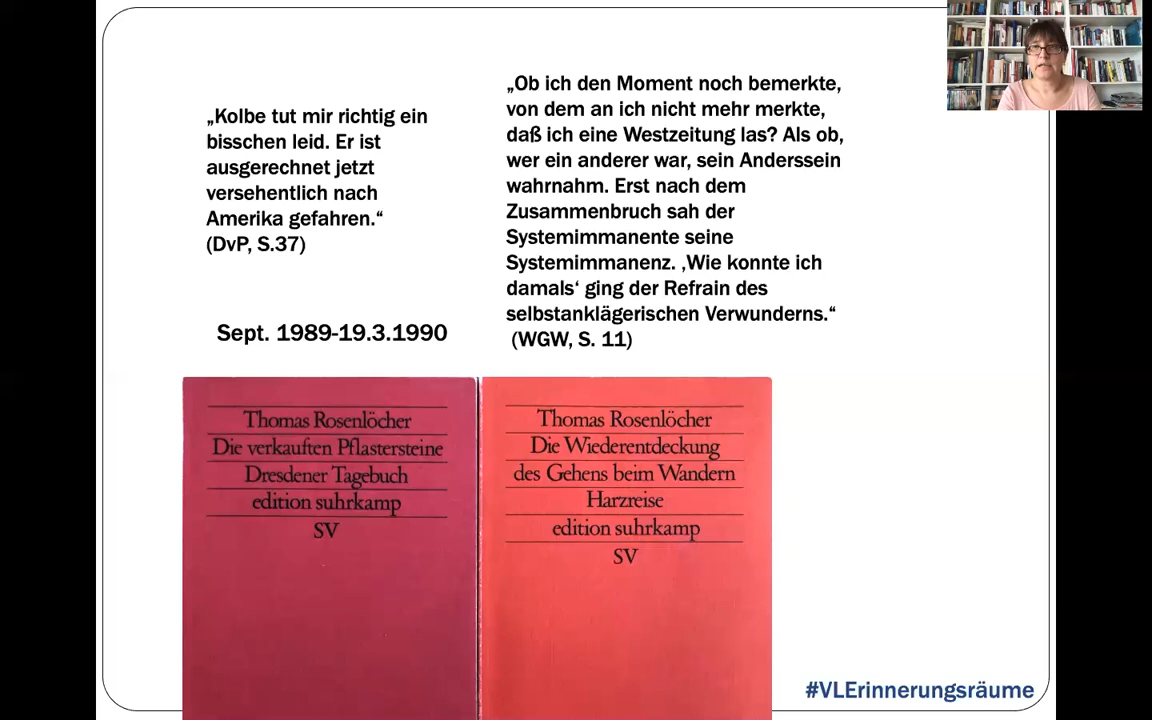 „Kolbe tut mir richtig ein
bisschen leid. Er ist
ausgerechnet jetzt
versehentlich nach
Amerika gefahren.“
(DvP, S.37)
Sept. 1989-19.3.1990
„Ob ich den Moment noch bemerkte,
von dem an ich nicht mehr merkte,
daß ich eine Westzeitung las? Als ob,
wer ein anderer war, sein Anderssein
wahrnahm. Erst nach dem
Zusammenbruch sah der
Systemimmanente seine
Systemimmanenz. ‚Wie konnte ich
damals‘ ging der Refrain des
selbstanklägerischen Verwunderns.“
(WGW, S. 11)
Thomas Rosenlöcher
Die verkauften Pflastersteine
Dresdener Tagebuch
edition suhrkamp
SV
Thomas Rosenlöcher
Die Wiederentdeckung
des Gehens beim Wandern
Harzreise
edition suhrkamp
SV
#VLErinnerungsräume